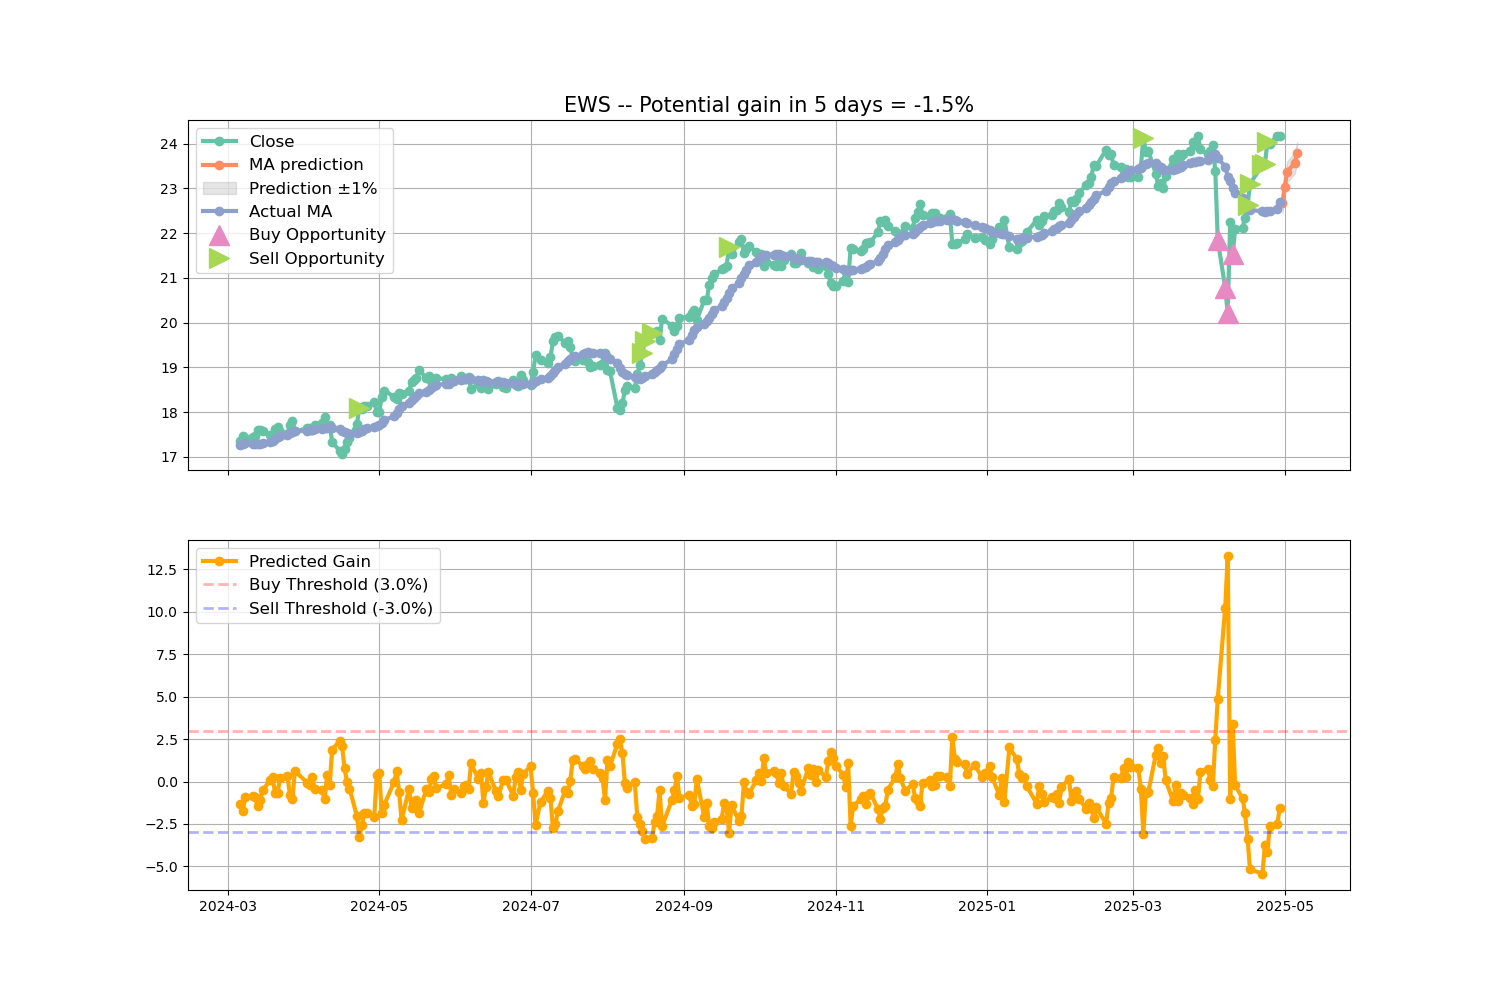 EWS -- Potential gain in 5 days = -1.5%
24
23
22
21
20
19
18
17
Close
MA prediction
Prediction ±1%
Actual MA
Buy Opportunity
Sell Opportunity
12.5
10.0
7.5
5.0
2.5
0.0
−2.5
−5.0
Predicted Gain
Buy Threshold (3.0%)
Sell Threshold (-3.0%)
2024-03
2024-05
2024-07
2024-09
2024-11
2025-01
2025-03
2025-05